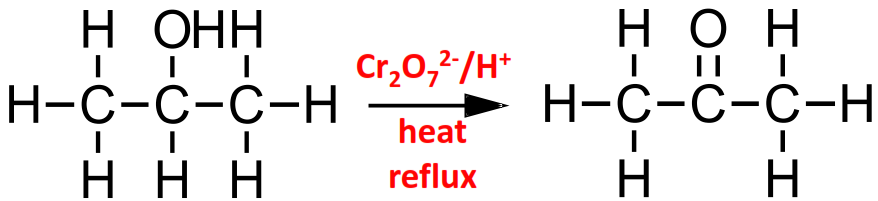 H OHH H O H
Cr₂O₇²⁻/H⁺
H–C–C–C–H H–C–C–C–H
heat
H H H H H
reflux